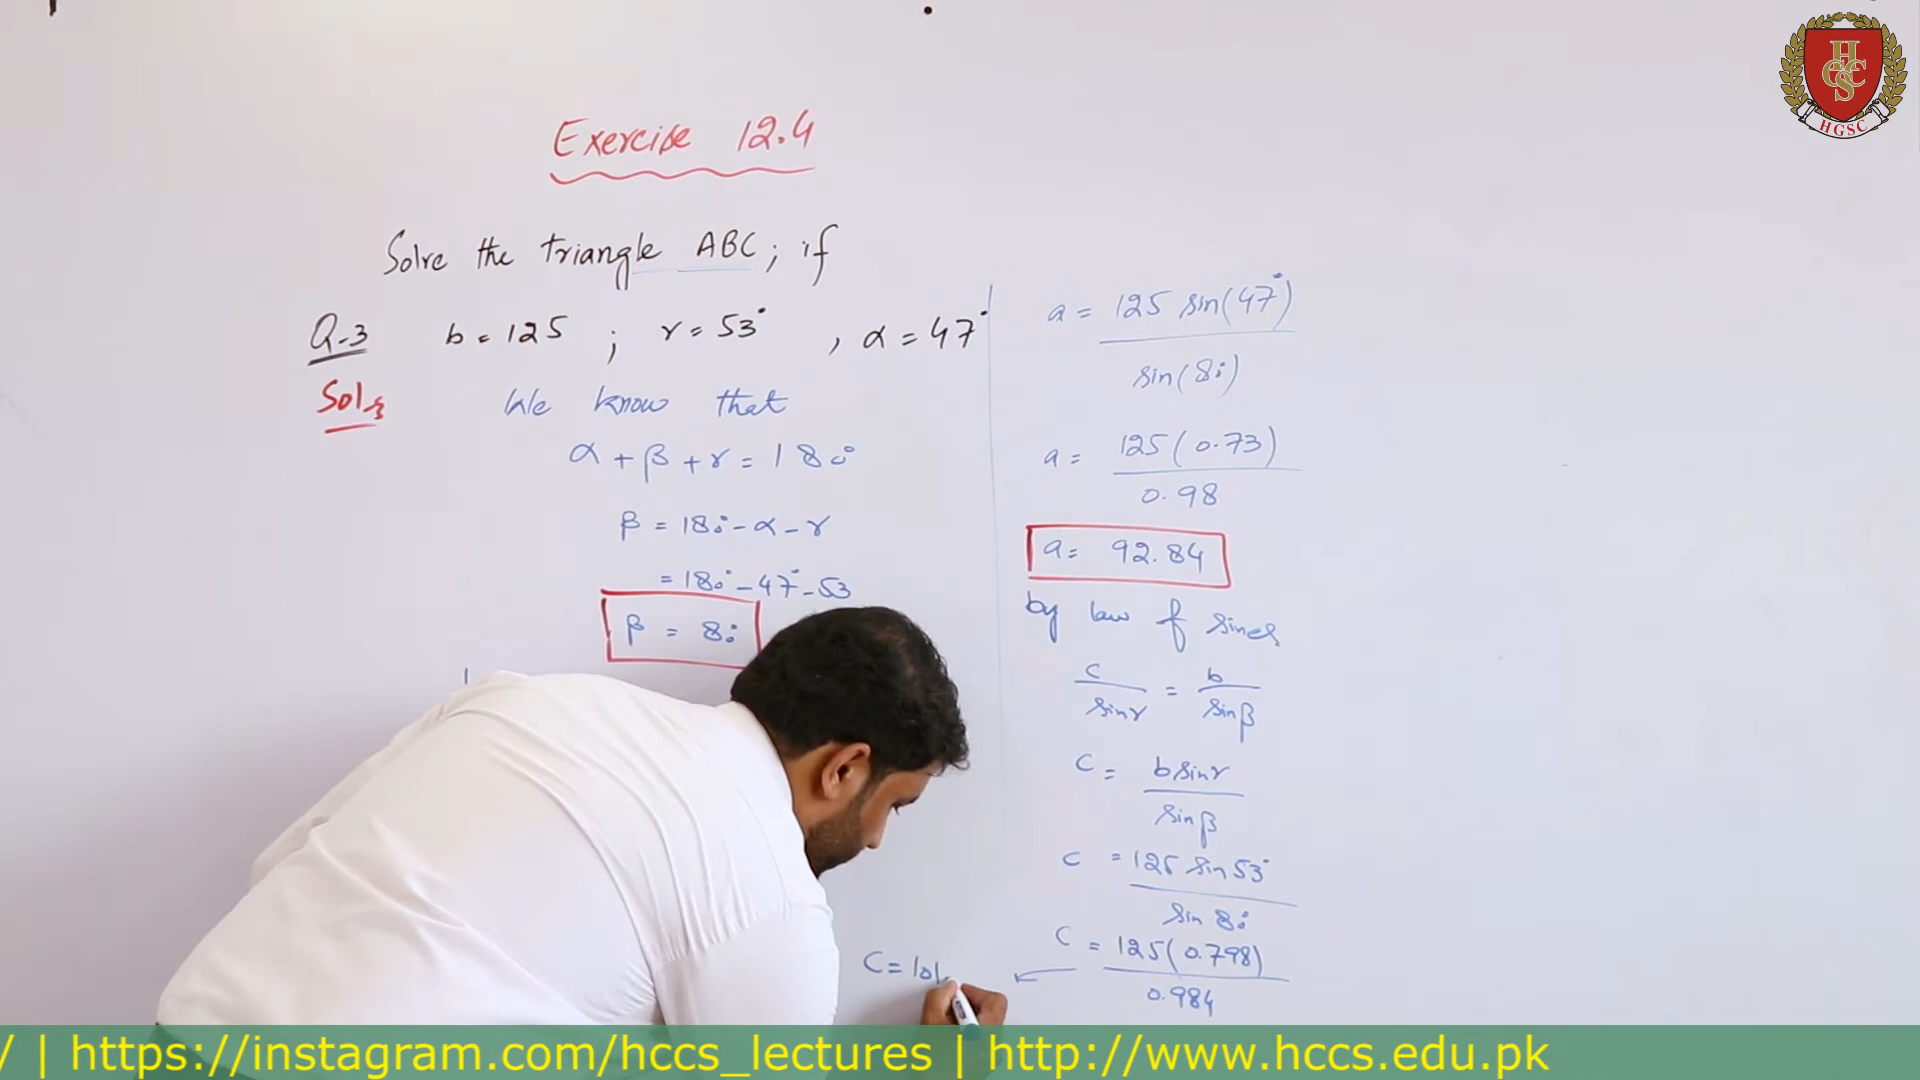 HGSC
Exercise 12.4
Solve the triangle ABC; if
Q-3 b = 125 ; γ = 53° , α = 47°
Sol:
We know that
α + β + γ = 180°
β = 180° - α - γ
= 180° - 47° - 53
β = 80°
a = 125 sin(47°) / sin(80°)
a = 125(0.73) / 0.98
a = 92.84
by law of sines
c / sinγ = b / sinβ
c = b sinγ / sinβ
c = 125 sin 53° / sin 80°
c = 125(0.798) / 0.984
c = 101
/ | https://instagram.com/hccs_lectures | http://www.hccs.edu.pk